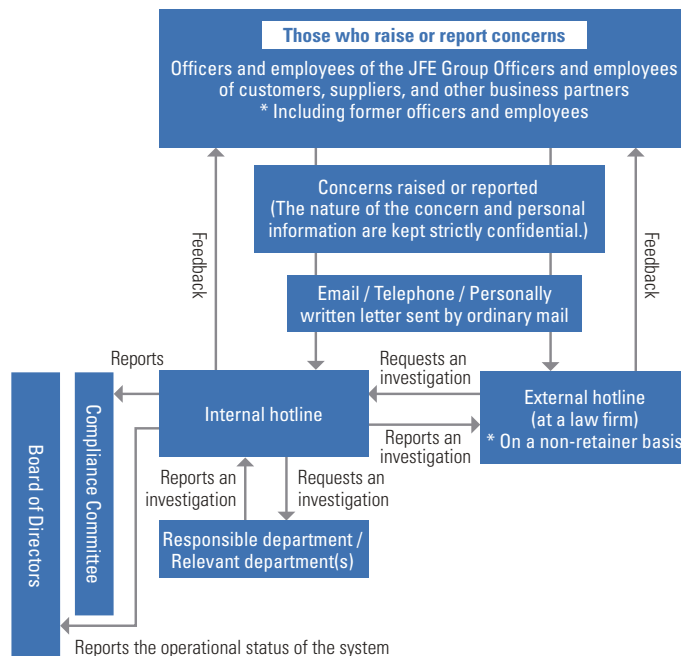 Those who raise or report concerns
Officers and employees of the JFE Group Officers and employees
of customers, suppliers, and other business partners
* Including former officers and employees
Concerns raised or reported
(The nature of the concern and personal
information are kept strictly confidential.)
Feedback
Feedback
Email / Telephone / Personally
written letter sent by ordinary mail
Reports
Requests an
investigation
Internal hotline
External hotline
(at a law firm)
* On a non-retainer basis
Reports an
investigation
Board of Directors
Compliance Committee
Reports an
investigation
Requests an
investigation
Responsible department /
Relevant department(s)
Reports the operational status of the system